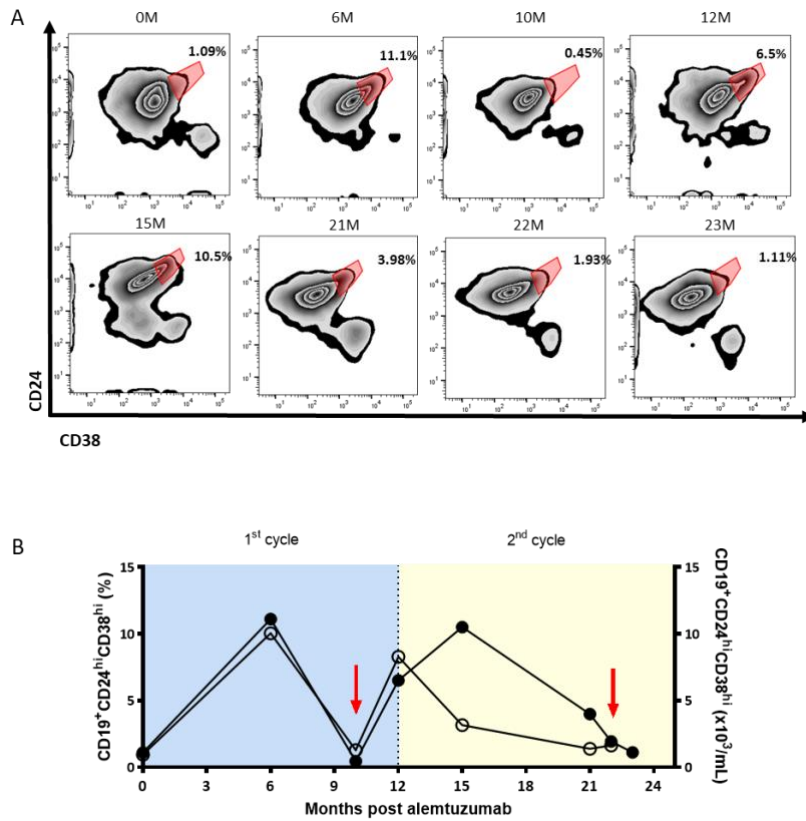 A
0M 6M 10M 12M
1.09% 11.1% 0.45% 6.5%
15M 21M 22M 23M
10.5% 3.98% 1.93% 1.11%
CD24
CD38
B
1st cycle 2nd cycle
CD19+CD24hiCD38hi (%)
15
10
5
0
CD19+CD24hiCD38hi (x10³/mL)
15
10
5
0
0 3 6 9 12 15 18 21 24
Months post alemtuzumab